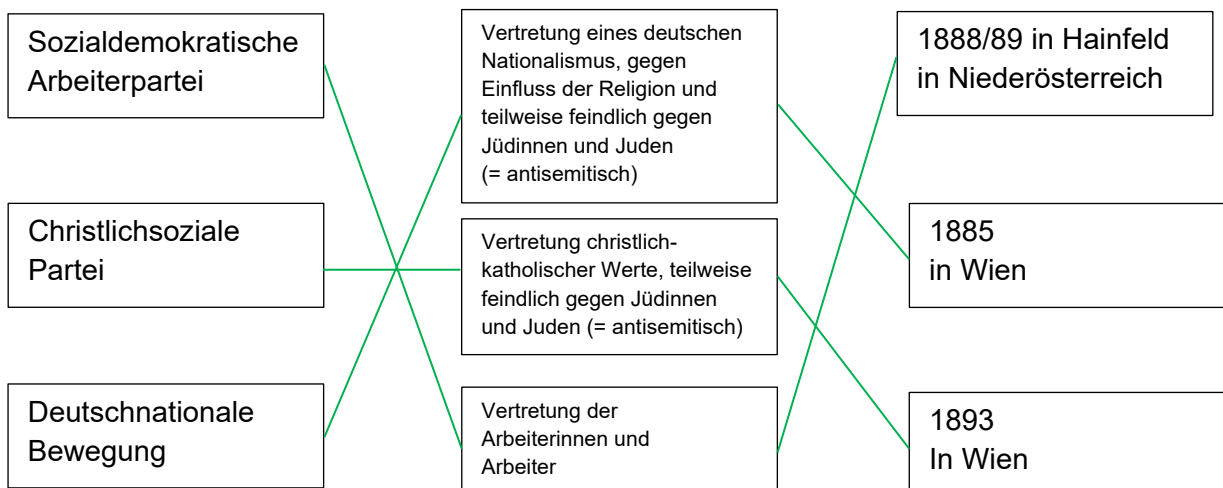 Sozialdemokratische
Arbeiterpartei
Christlichsoziale
Partei
Deutschnationale
Bewegung
Vertretung eines deutschen
Nationalismus, gegen
Einfluss der Religion und
teilweise feindlich gegen
Jüdinnen und Juden
(= antisemitisch)
Vertretung christlich-
katholischer Werte, teilweise
feindlich gegen Jüdinnen
und Juden (= antisemitisch)
Vertretung der
Arbeiterinnen und
Arbeiter
1888/89 in Hainfeld
in Niederösterreich
1885
in Wien
1893
In Wien